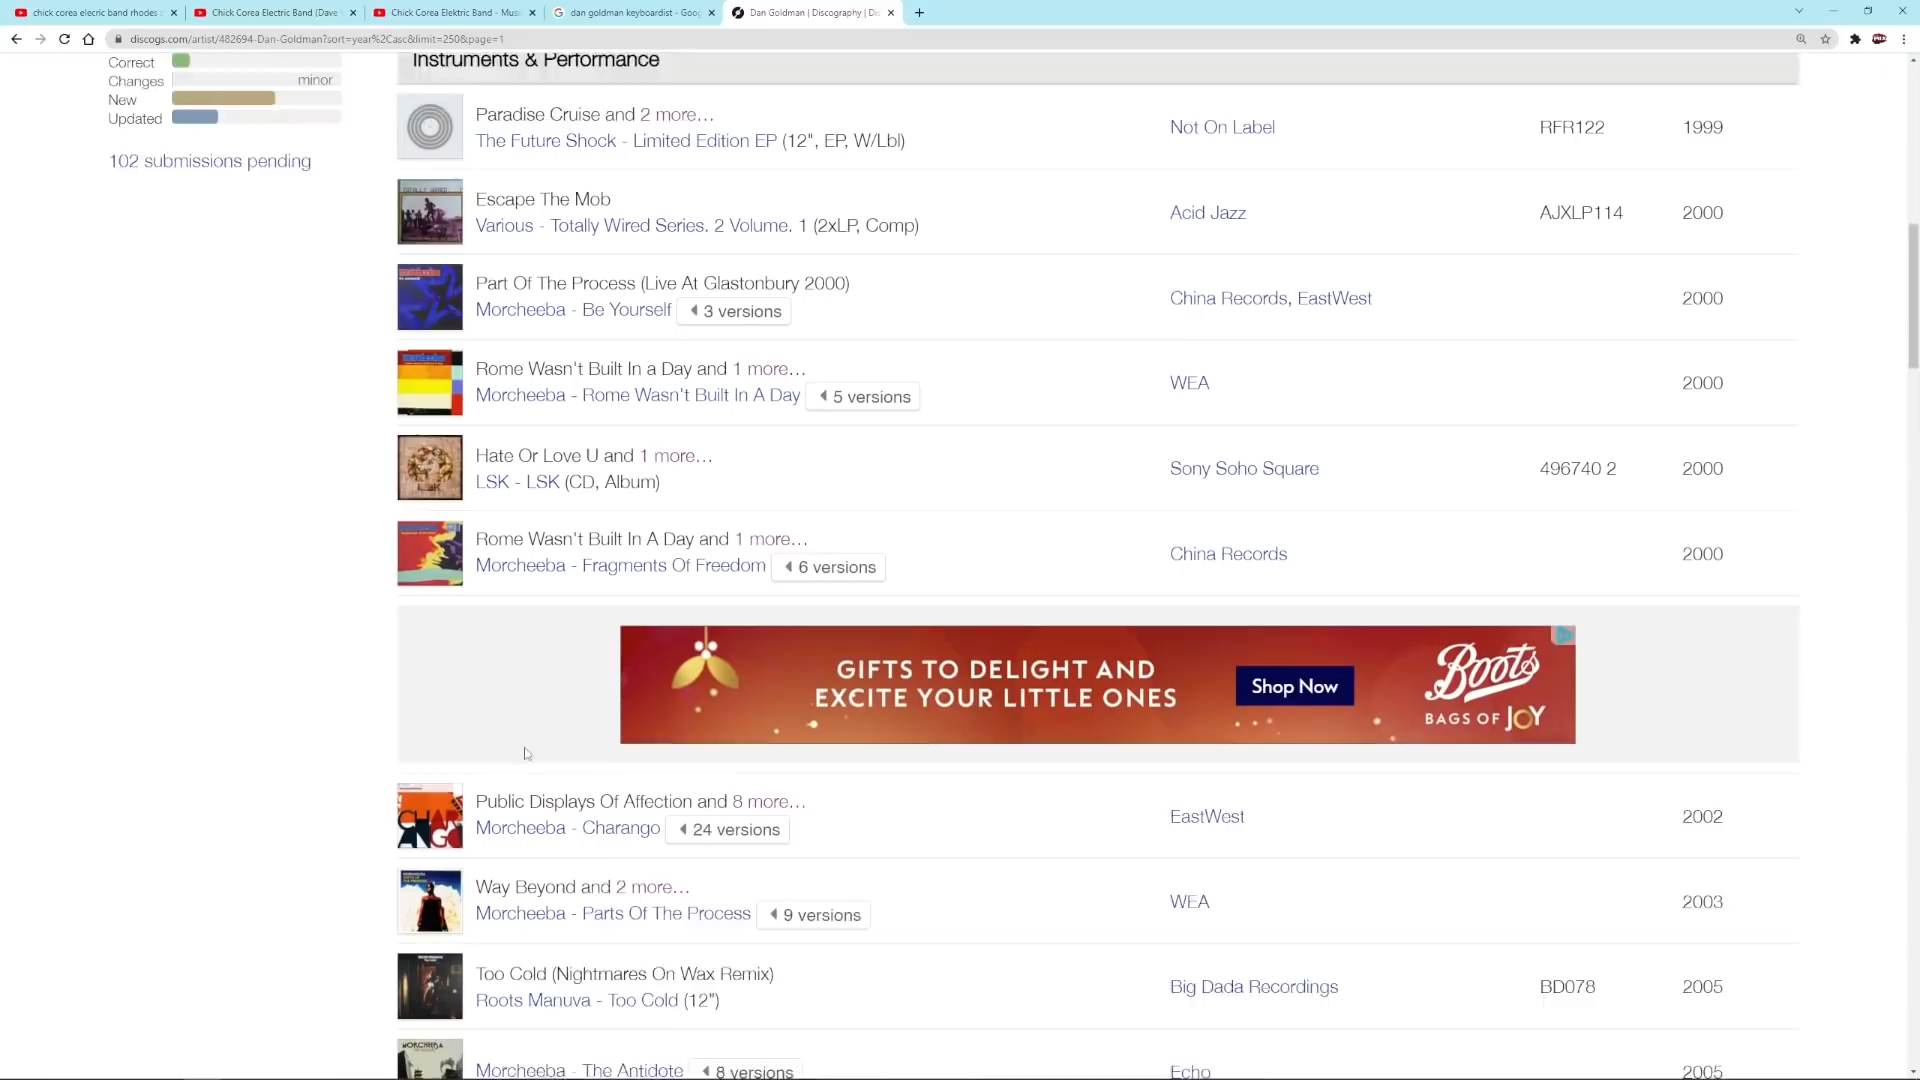 chick corea elecric band rhodes
Chick Corea Electric Band (Dave
Chick Corea Elektric Band - Musi
dan goldman keyboardist - Goog
Dan Goldman | Discography | Dis
discogs.com/artist/482694-Dan-Goldman?sort=year%2Casc&limit=250&page=1
Correct
Changes minor
New
Updated
102 submissions pending
Instruments & Performance
Paradise Cruise and 2 more…
The Future Shock - Limited Edition EP (12", EP, W/Lbl) Not On Label RFR122 1999
Escape The Mob
Various - Totally Wired Series. 2 Volume. 1 (2xLP, Comp) Acid Jazz AJXLP114 2000
Part Of The Process (Live At Glastonbury 2000)
Morcheeba - Be Yourself 3 versions China Records, EastWest 2000
Rome Wasn't Built In a Day and 1 more…
Morcheeba - Rome Wasn't Built In A Day 5 versions WEA 2000
Hate Or Love U and 1 more…
LSK - LSK (CD, Album) Sony Soho Square 496740 2 2000
Rome Wasn't Built In A Day and 1 more…
Morcheeba - Fragments Of Freedom 6 versions China Records 2000
GIFTS TO DELIGHT AND
EXCITE YOUR LITTLE ONES
Shop Now
Boots
BAGS OF JOY
CHAR
ANGO
Public Displays Of Affection and 8 more…
Morcheeba - Charango 24 versions EastWest 2002
Way Beyond and 2 more…
Morcheeba - Parts Of The Process 9 versions WEA 2003
Too Cold (Nightmares On Wax Remix)
Roots Manuva - Too Cold (12") Big Dada Recordings BD078 2005
MORCHEEBA
Morcheeba - The Antidote 8 versions Echo 2005